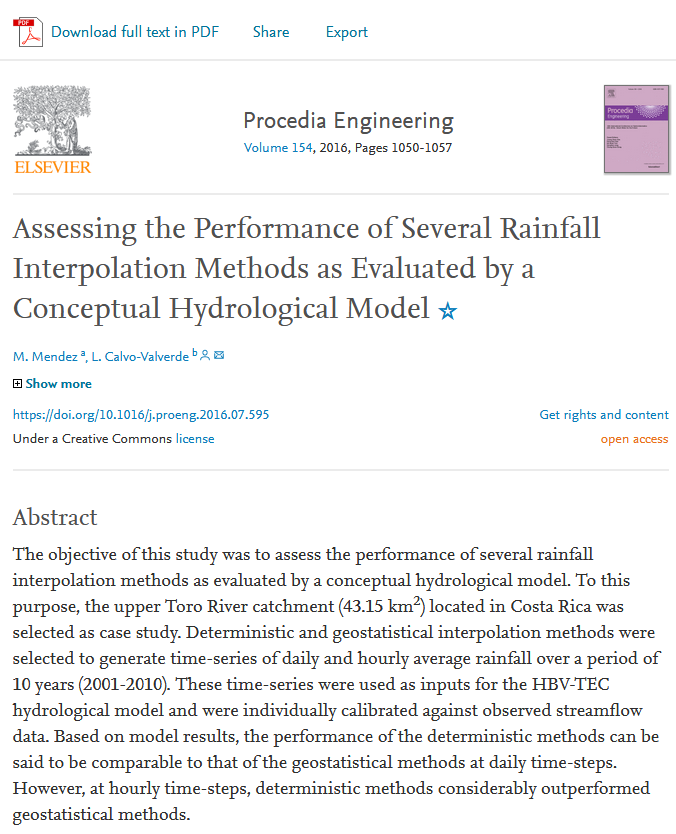 PDF
Download full text in PDF Share Export
ELSEVIER
Procedia Engineering
Volume 154, 2016, Pages 1050-1057
Procedia
Engineering
Assessing the Performance of Several Rainfall
Interpolation Methods as Evaluated by a
Conceptual Hydrological Model ☆
M. Mendez ᵃ, L. Calvo-Valverde ᵇ
Show more
https://doi.org/10.1016/j.proeng.2016.07.595 Get rights and content
Under a Creative Commons license open access
Abstract
The objective of this study was to assess the performance of several rainfall
interpolation methods as evaluated by a conceptual hydrological model. To this
purpose, the upper Toro River catchment (43.15 km²) located in Costa Rica was
selected as case study. Deterministic and geostatistical interpolation methods were
selected to generate time-series of daily and hourly average rainfall over a period of
10 years (2001-2010). These time-series were used as inputs for the HBV-TEC
hydrological model and were individually calibrated against observed streamflow
data. Based on model results, the performance of the deterministic methods can be
said to be comparable to that of the geostatistical methods at daily time-steps.
However, at hourly time-steps, deterministic methods considerably outperformed
geostatistical methods.